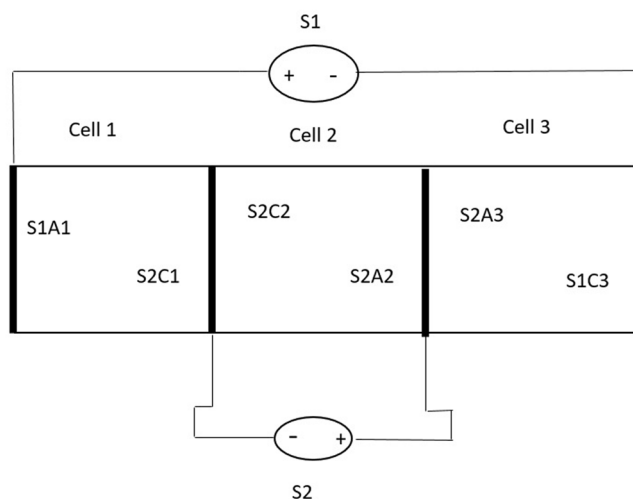 S1
+ -
Cell 1
Cell 2
Cell 3
S1A1
S2C1
S2C2
S2A2
S2A3
S1C3
- +
S2